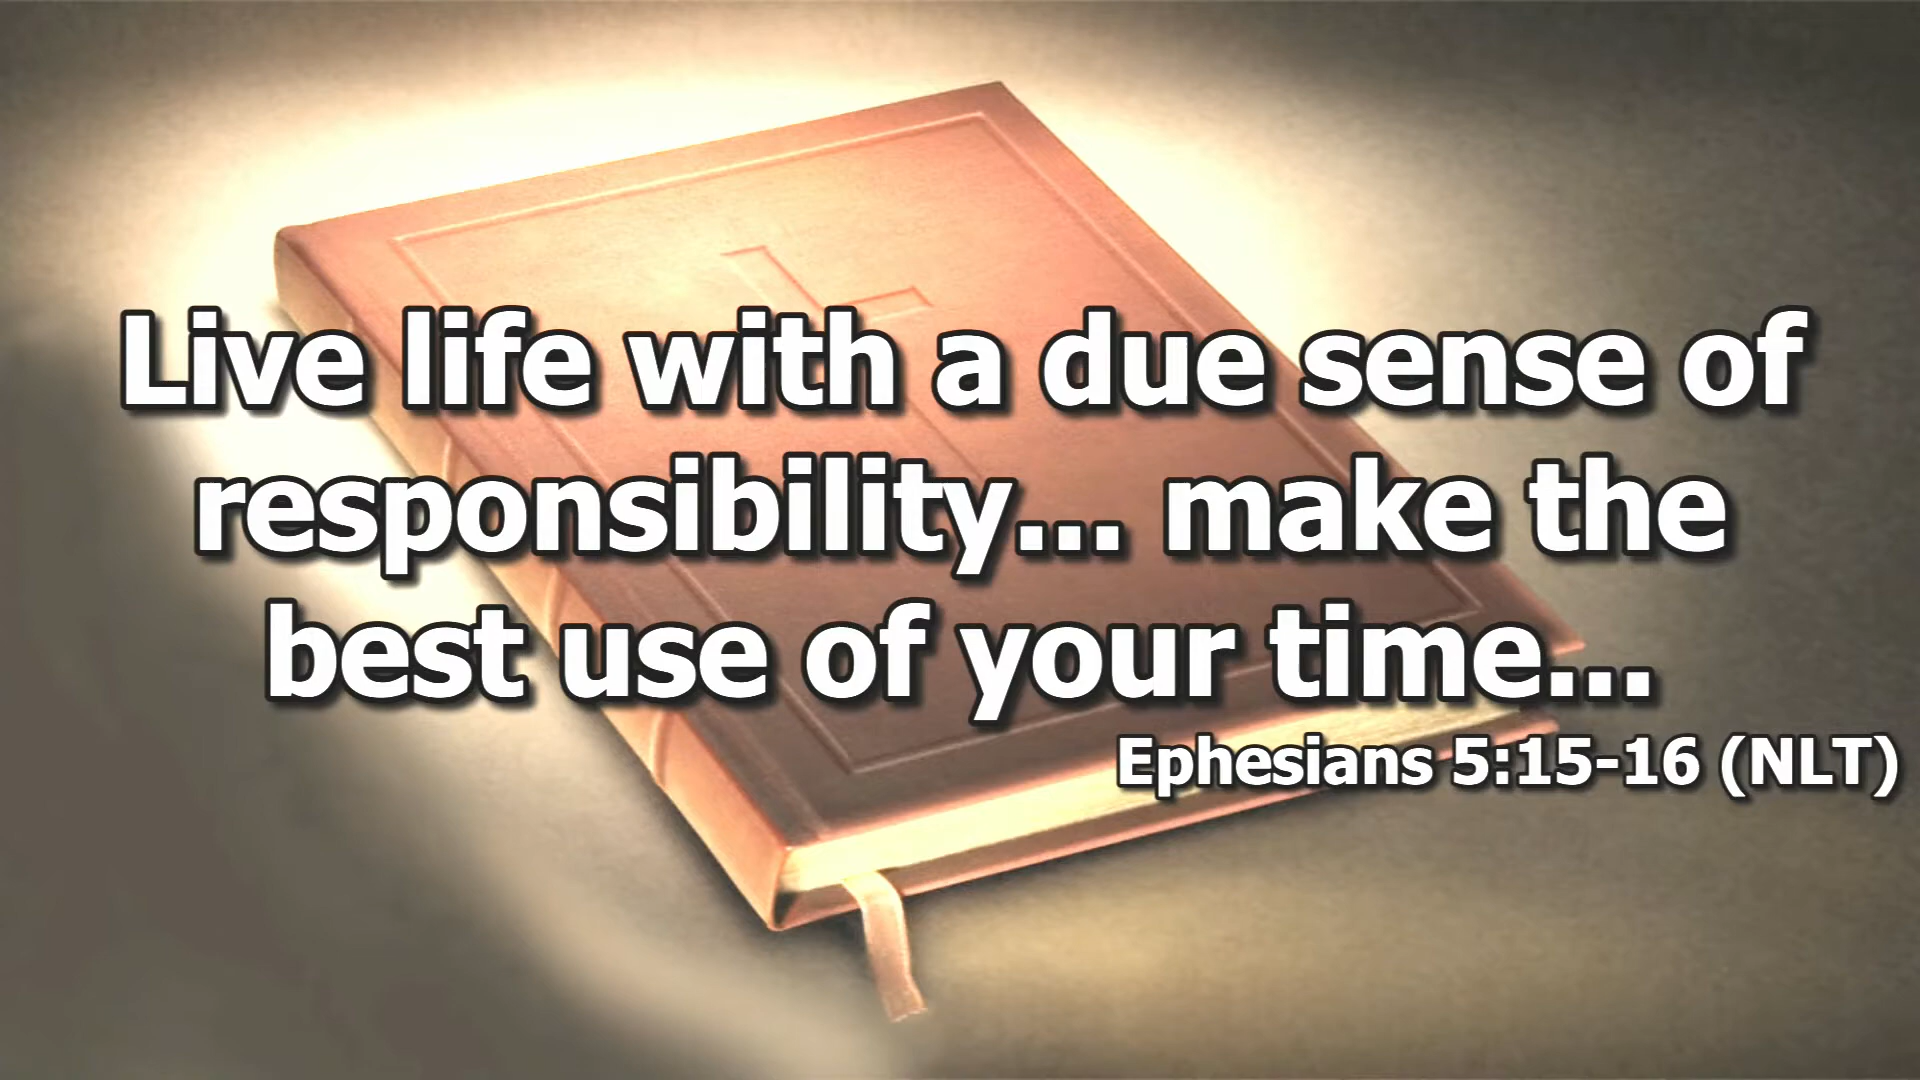 Live life with a due sense of
responsibility... make the
best use of your time...
Ephesians 5:15-16 (NLT)